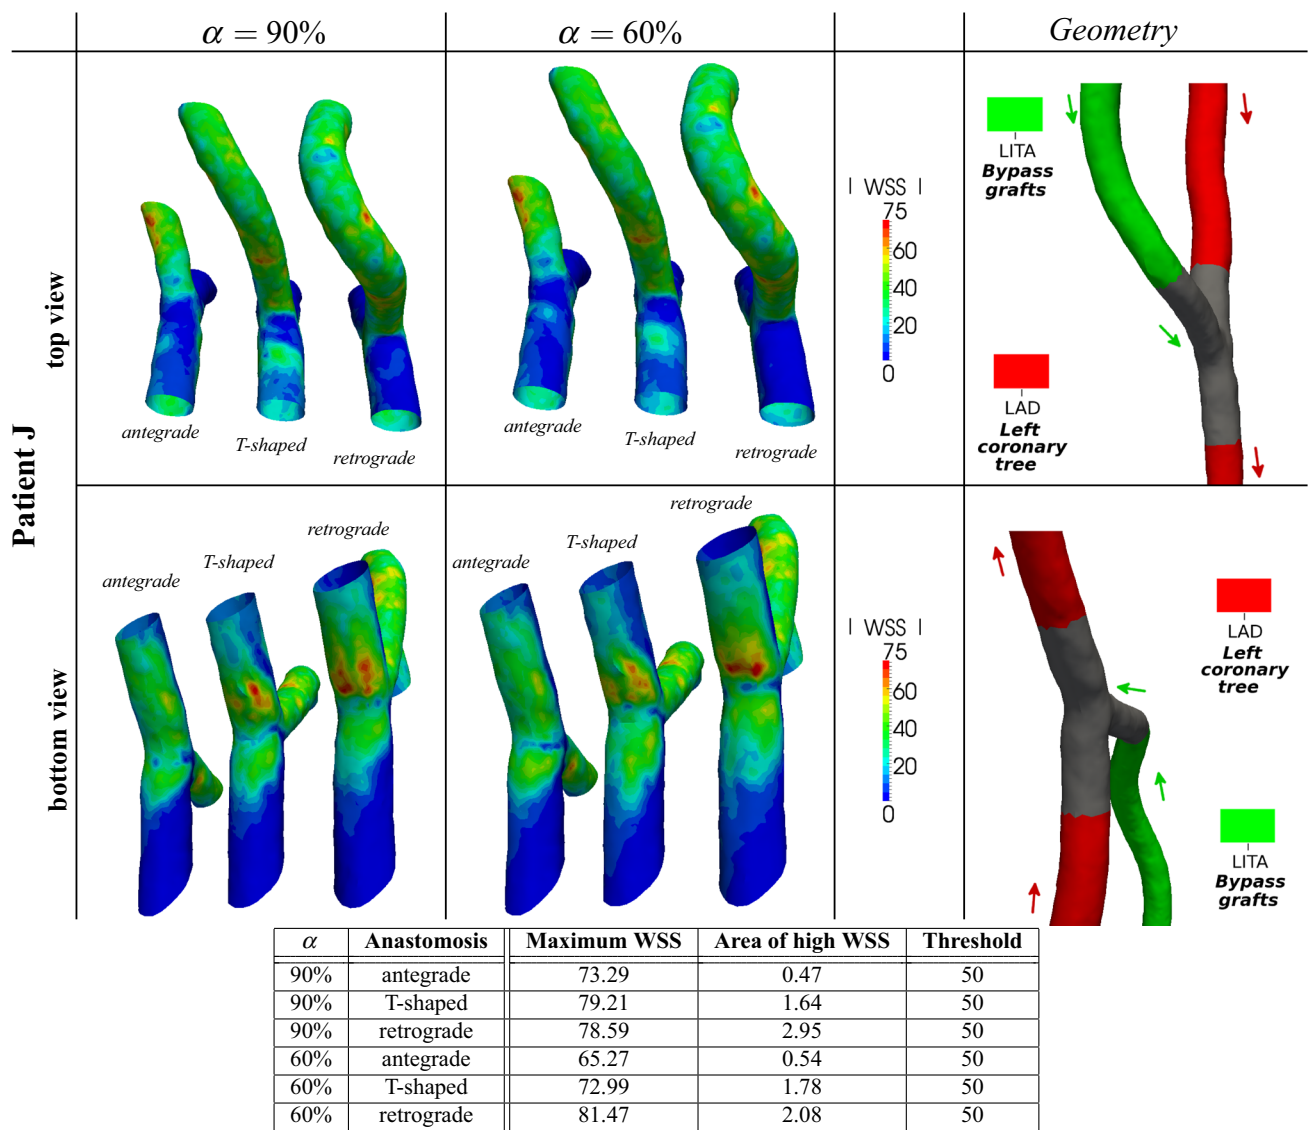 α = 90%
α = 60%
Geometry
Patient J
top view
antegrade
T-shaped
retrograde
antegrade
T-shaped
retrograde
| WSS |
75
60
40
20
0
LITA
Bypass
grafts
LAD
Left
coronary
tree
bottom view
antegrade
T-shaped
retrograde
antegrade
T-shaped
retrograde
| WSS |
75
60
40
20
0
LAD
Left
coronary
tree
LITA
Bypass
grafts
α Anastomosis Maximum WSS Area of high WSS Threshold
90% antegrade 73.29 0.47 50
90% T-shaped 79.21 1.64 50
90% retrograde 78.59 2.95 50
60% antegrade 65.27 0.54 50
60% T-shaped 72.99 1.78 50
60% retrograde 81.47 2.08 50